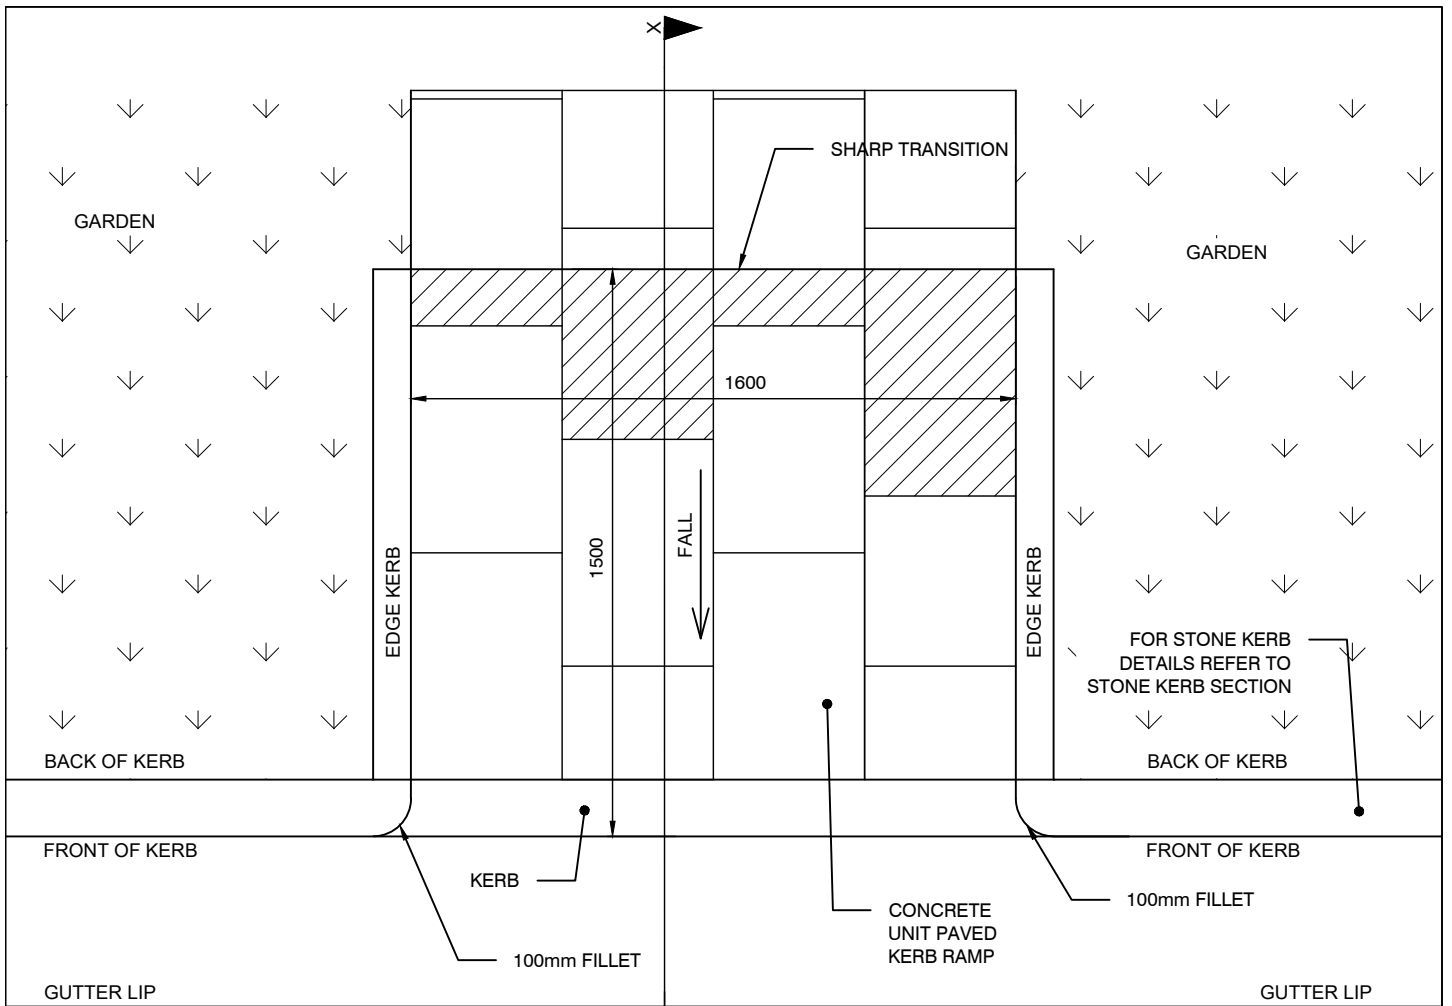 X
SHARP TRANSITION
GARDEN
GARDEN
1600
1500
FALL
EDGE KERB
EDGE KERB
FOR STONE KERB
DETAILS REFER TO
STONE KERB SECTION
BACK OF KERB
BACK OF KERB
FRONT OF KERB
FRONT OF KERB
KERB
100mm FILLET
CONCRETE
UNIT PAVED
KERB RAMP
100mm FILLET
GUTTER LIP
GUTTER LIP